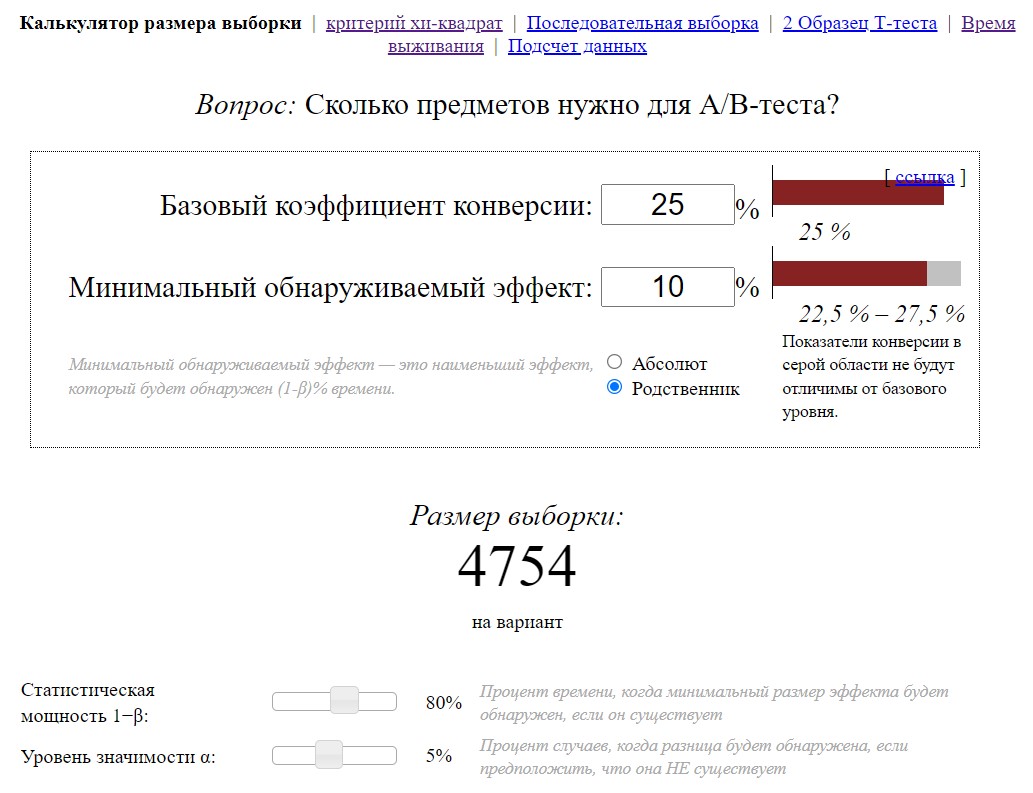 Калькулятор размера выборки | критерий хи-квадрат | Последовательная выборка | 2 Образец Т-теста | Время
выживания | Подсчет данных
Вопрос: Сколько предметов нужно для A/B-теста?
[ ссылка ]
Базовый коэффициент конверсии: 25 %
25 %
Минимальный обнаруживаемый эффект: 10 %
22,5 % – 27,5 %
Минимальный обнаруживаемый эффект — это наименьший эффект,
который будет обнаружен (1-β)% времени.
Абсолют
Родственник
Показатели конверсии в
серой области не будут
отличимы от базового
уровня.
Размер выборки:
4754
на вариант
Статистическая
мощность 1−β:
80%
Процент времени, когда минимальный размер эффекта будет
обнаружен, если он существует
Уровень значимости α:
5%
Процент случаев, когда разница будет обнаружена, если
предположить, что она НЕ существует